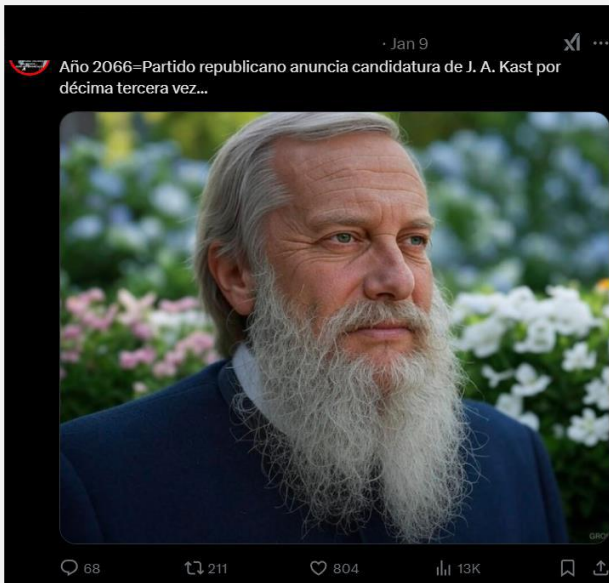 · Jan 9
Año 2066=Partido republicano anuncia candidatura de J. A. Kast por
décima tercera vez...
68 211 804 13K